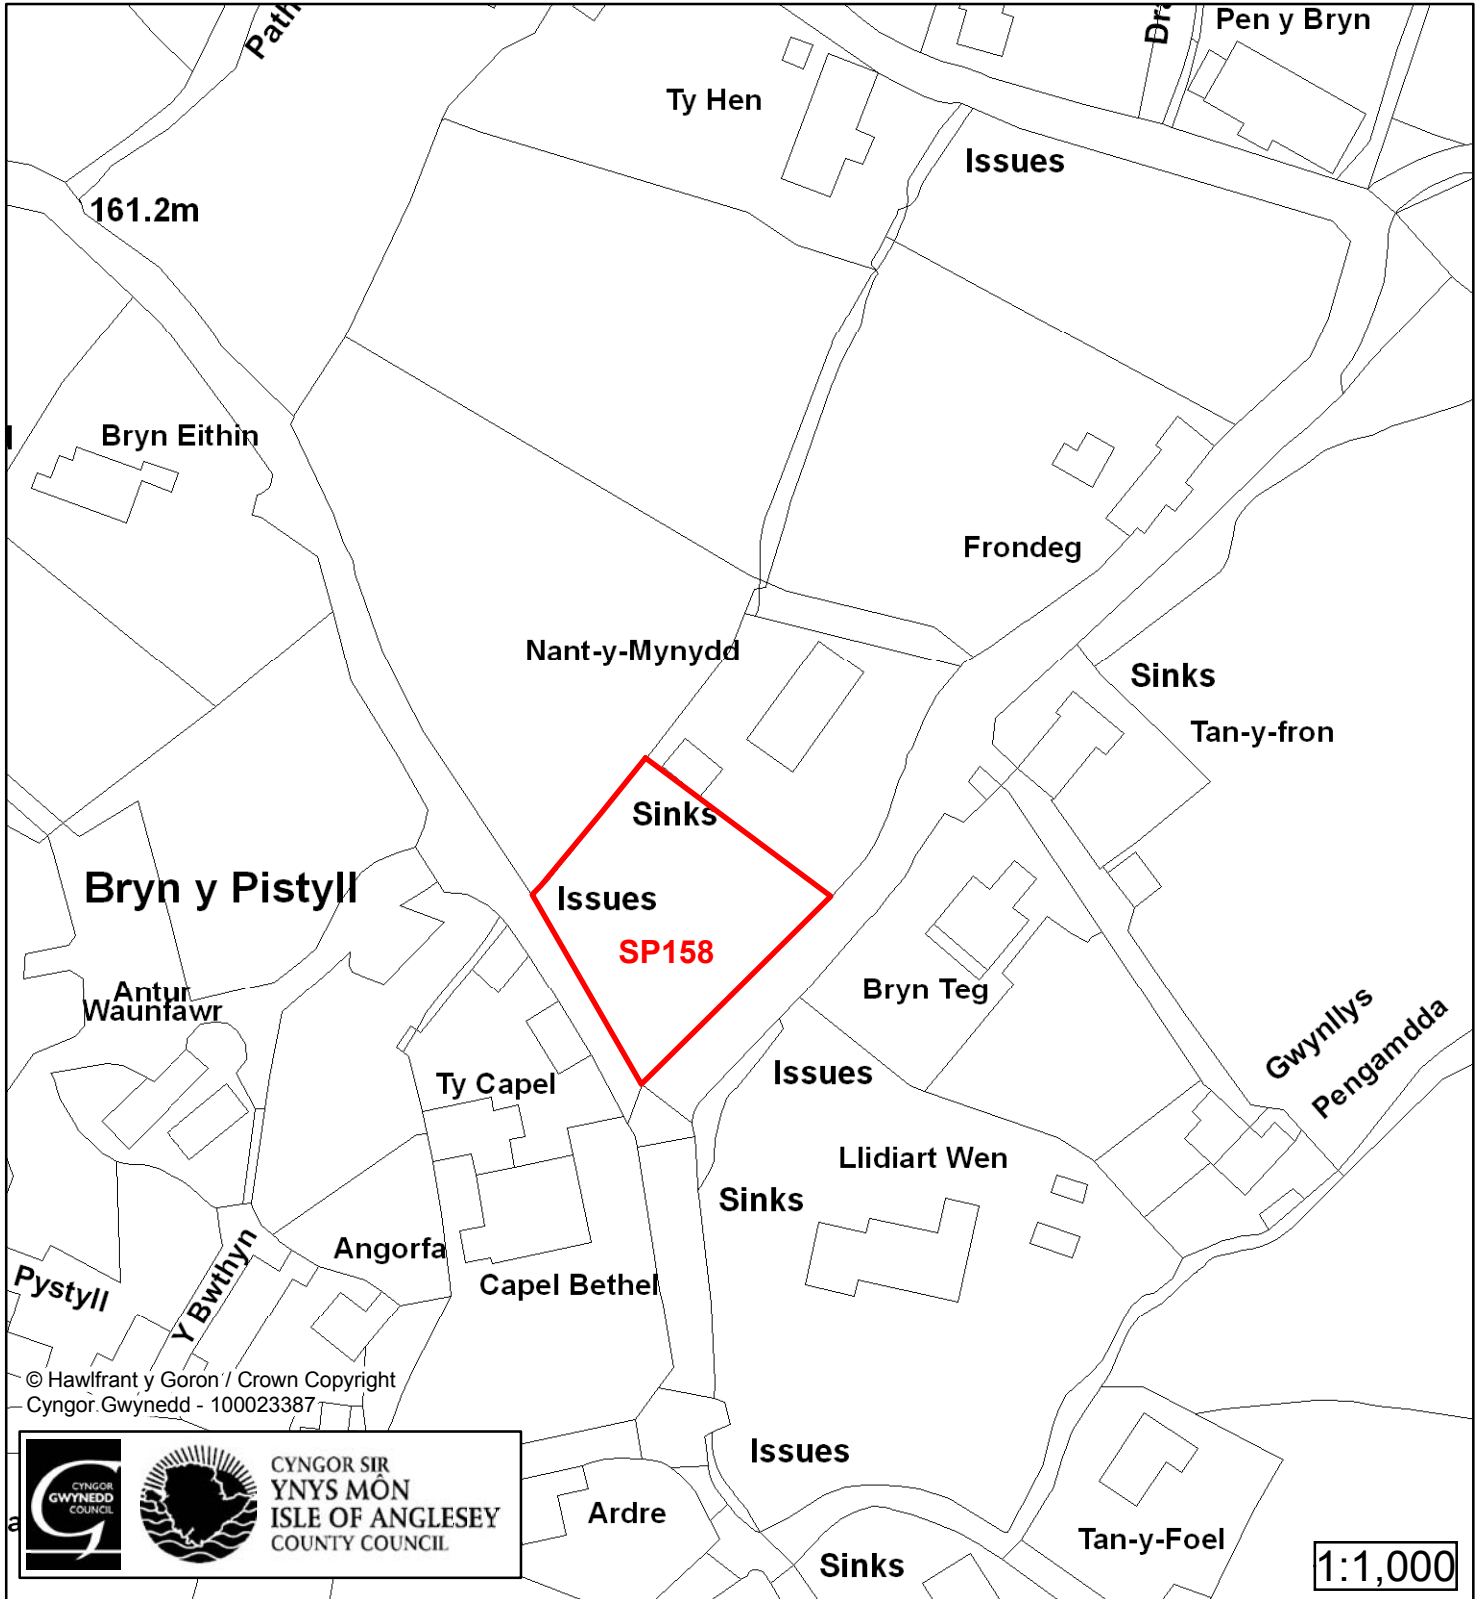 Path
Pen y Bryn
Ty Hen
Issues
161.2m
Bryn Eithin
Frondeg
Nant-y-Mynydd
Sinks
Tan-y-fron
Sinks
Bryn y Pistyll
Issues
SP158
Bryn Teg
Antur
Waunfawr
Gwynllys
Pengamdda
Issues
Ty Capel
Llidiart Wen
Sinks
Angorfa
Y Bwthyn
Pystyll
Capel Bethel
© Hawlfrant y Goron / Crown Copyright
Cyngor Gwynedd - 100023387
CYNGOR
GWYNEDD
COUNCIL
CYNGOR SIR
YNYS MÔN
ISLE OF ANGLESEY
COUNTY COUNCIL
Issues
Ardre
Tan-y-Foel
Sinks
1:1,000